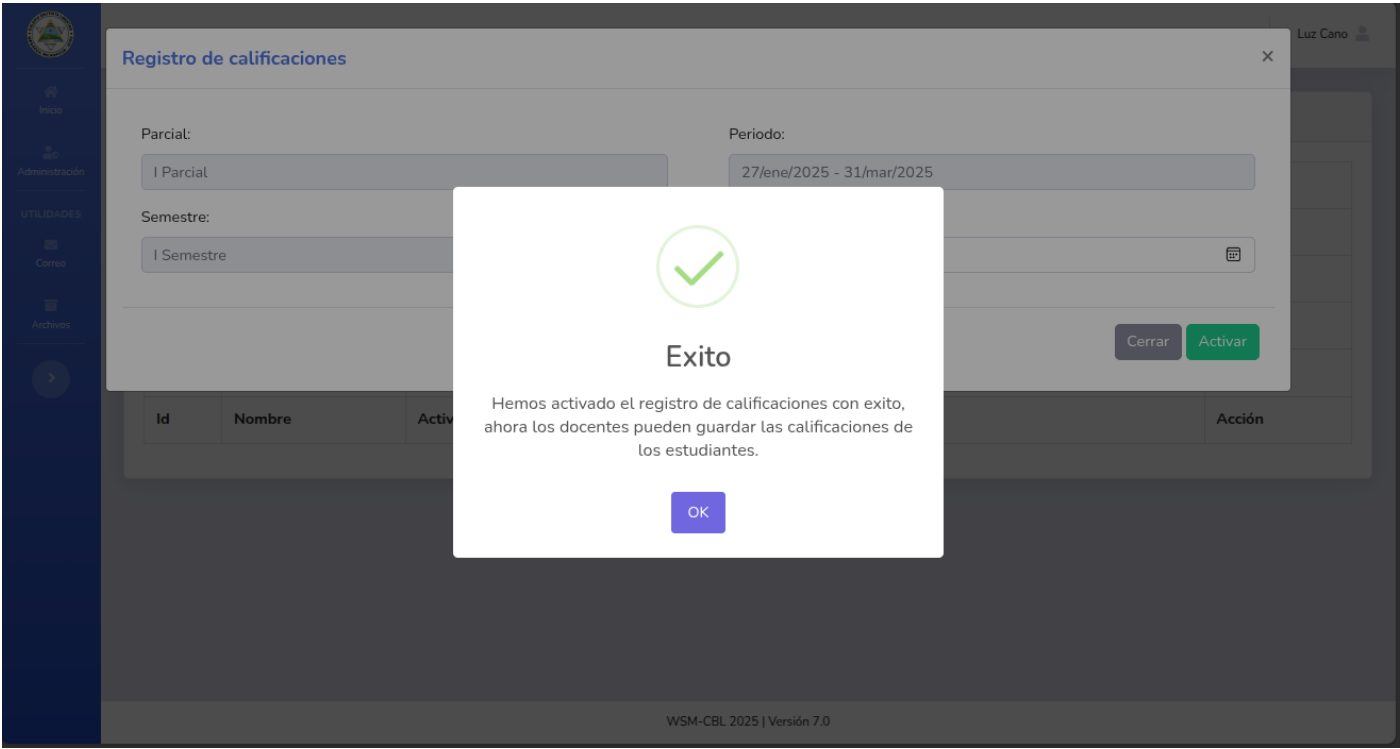 Luz Cano
Registro de calificaciones
×
Inicio
Administración
UTILIDADES
Correo
Archivos
Parcial:
I Parcial
Periodo:
27/ene/2025 - 31/mar/2025
Semestre:
I Semestre
Cerrar
Activar
Exito
Hemos activado el registro de calificaciones con exito,
ahora los docentes pueden guardar las calificaciones de
los estudiantes.
OK
Id
Nombre
Activ
Acción
WSM-CBL 2025 | Versión 7.0